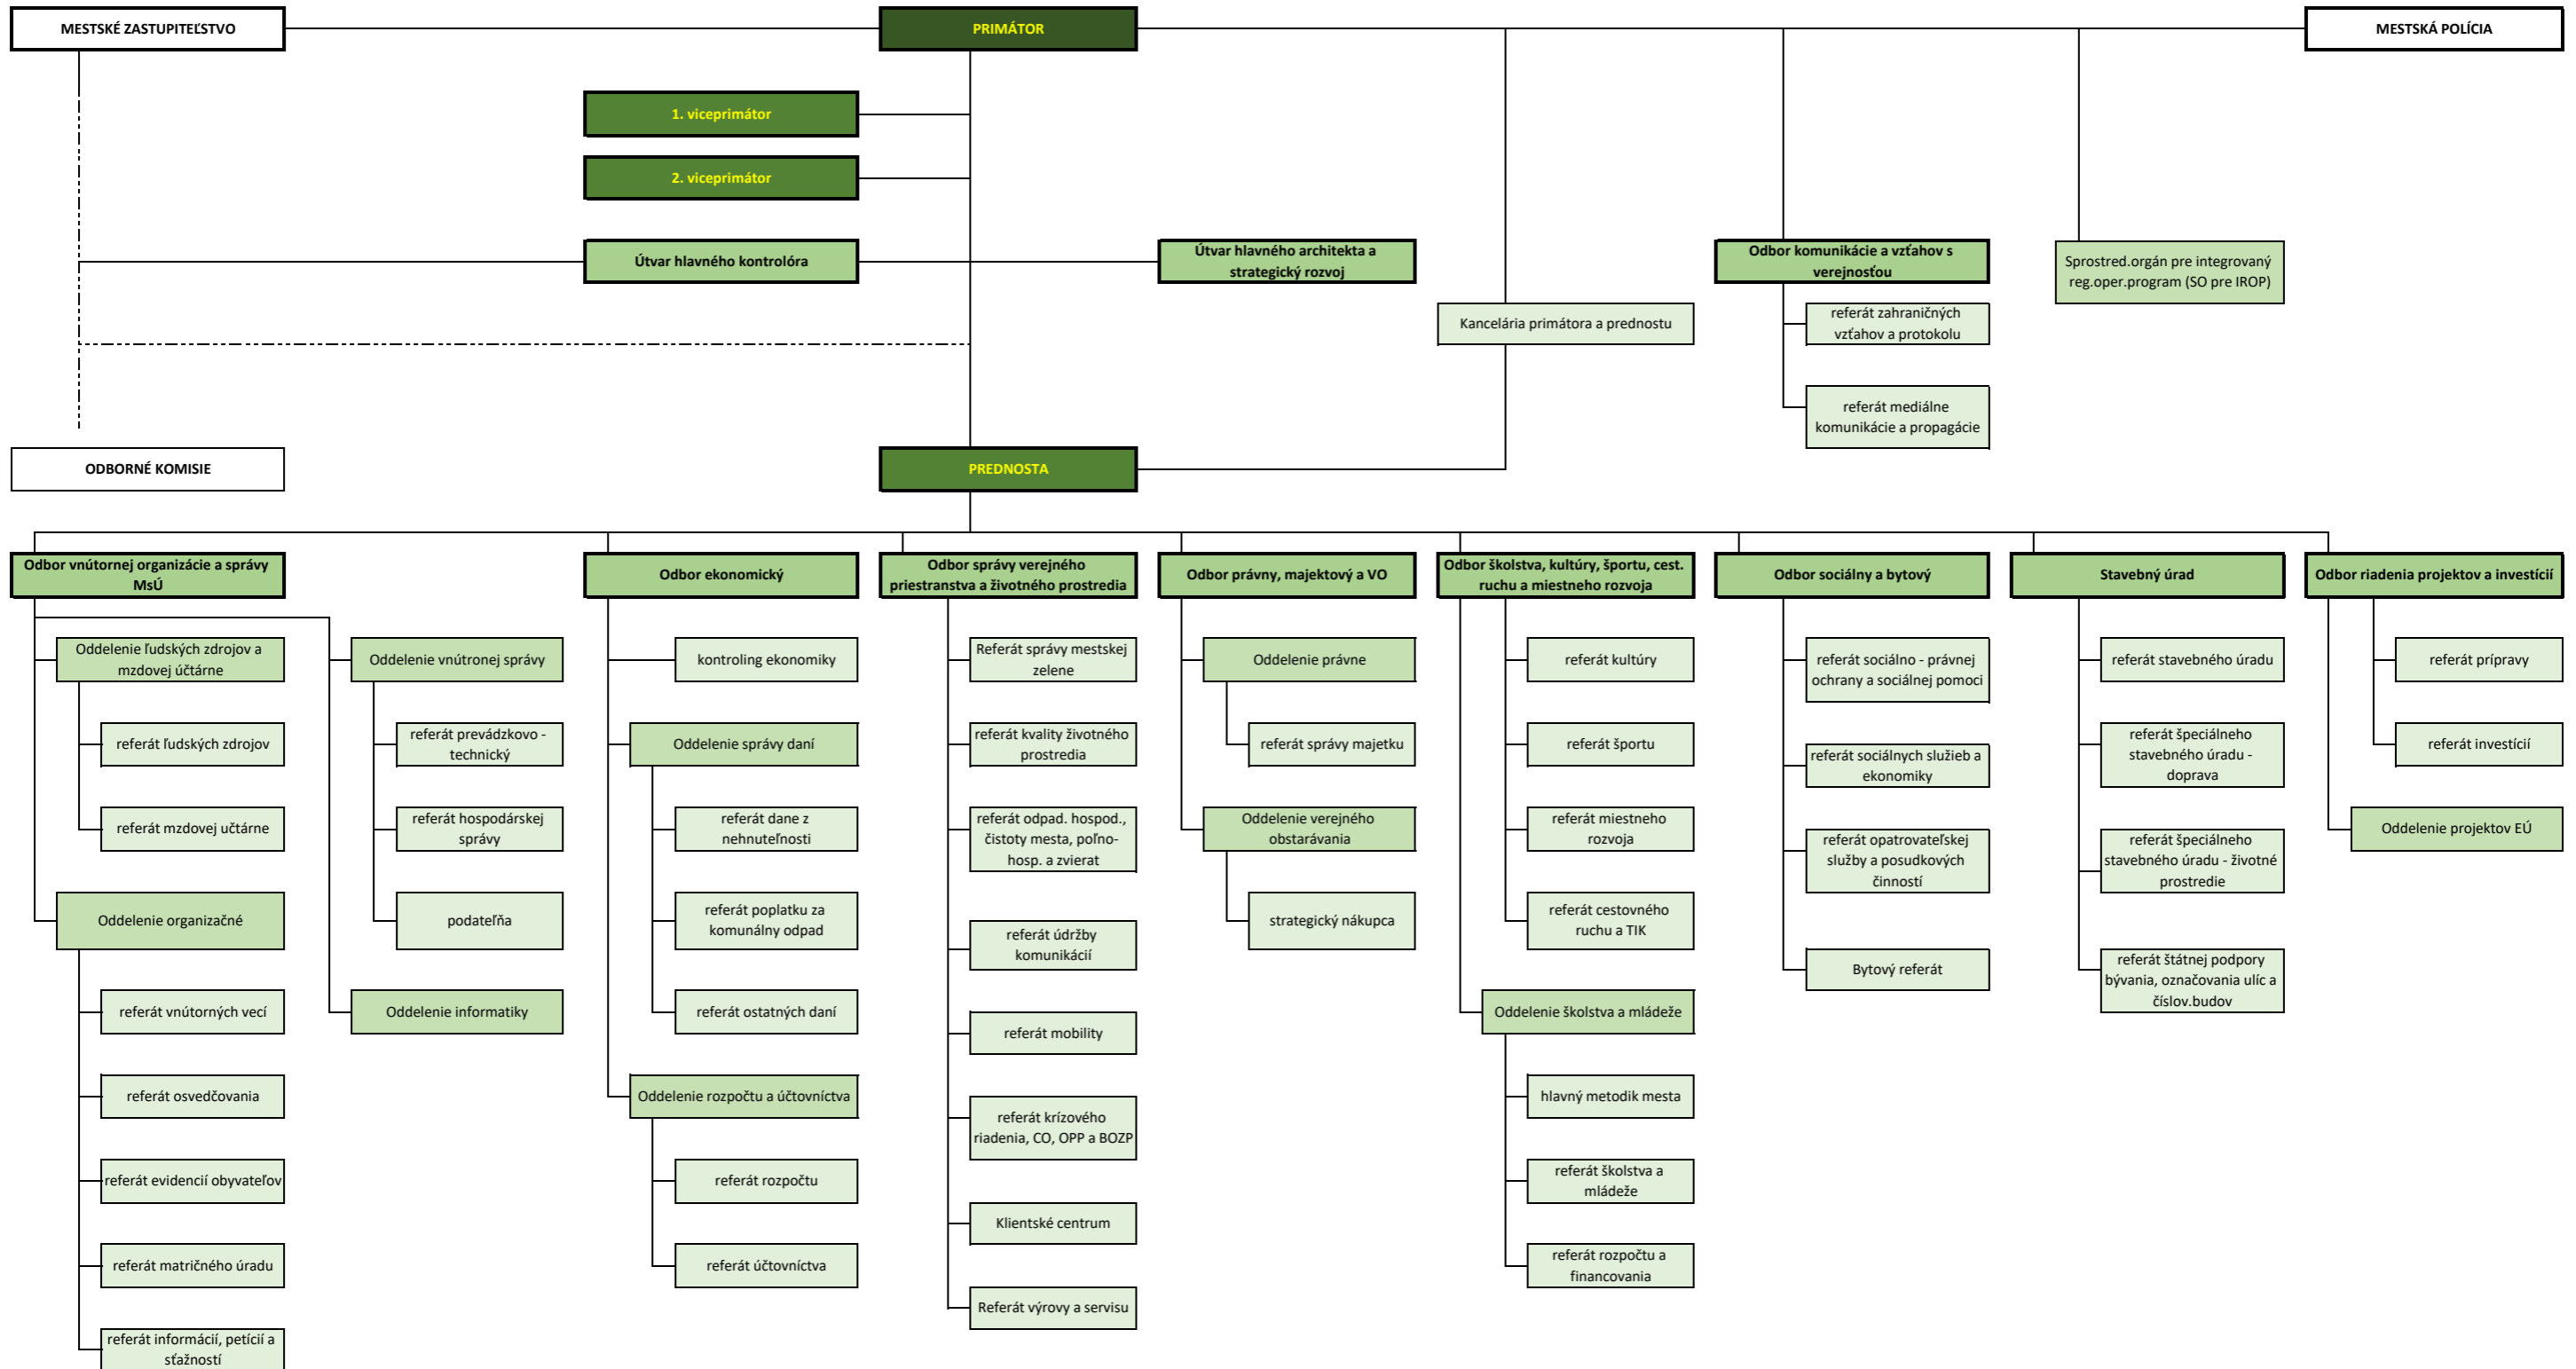 MESTSKÉ ZASTUPITEĽSTVO
PRIMÁTOR
MESTSKÁ POLÍCIA
1. viceprimátor
2. viceprimátor
Útvar hlavného kontrolóra
Útvar hlavného architekta a
strategický rozvoj
Odbor komunikácie a vzťahov s
verejnosťou
Sprostred.orgán pre integrovaný
reg.oper.program (SO pre IROP)
Kancelária primátora a prednostu
referát zahraničných
vzťahov a protokolu
referát mediálne
komunikácie a propagácie
ODBORNÉ KOMISIE
PREDNOSTA
Odbor vnútornej organizácie a správy
MsÚ
Oddelenie ľudských zdrojov a
mzdovej účtárne
referát ľudských zdrojov
referát mzdovej učtárne
Oddelenie organizačné
referát vnútorných vecí
referát osvedčovania
referát evidencií obyvateľov
referát matričného úradu
referát informácií, petícií a
sťažností
Oddelenie vnútronej správy
referát prevádzkovo -
technický
referát hospodárskej
správy
podateľňa
Oddelenie informatiky
Odbor ekonomický
kontroling ekonomiky
Oddelenie správy daní
referát dane z
nehnuteľnosti
referát poplatku za
komunálny odpad
referát ostatných daní
Oddelenie rozpočtu a účtovníctva
referát rozpočtu
referát účtovníctva
Odbor správy verejného
priestranstva a životného prostredia
Referát správy mestskej
zelene
referát kvality životného
prostredia
referát odpad. hospod.,
čistoty mesta, poľno-
hosp. a zvierat
referát údržby
komunikácií
referát mobility
referát krízového
riadenia, CO, OPP a BOZP
Klientské centrum
Referát výrovy a servisu
Odbor právny, majetkový a VO
Oddelenie právne
referát správy majetku
Oddelenie verejného
obstarávania
strategický nákupca
Odbor školstva, kultúry, športu, cest.
ruchu a miestneho rozvoja
referát kultúry
referát športu
referát miestneho
rozvoja
referát cestovného
ruchu a TIK
Oddelenie školstva a mládeže
hlavný metodik mesta
referát školstva a
mládeže
referát rozpočtu a
financovania
Odbor sociálny a bytový
referát sociálno - právnej
ochrany a sociálnej pomoci
referát sociálnych služieb a
ekonomiky
referát opatrovateľskej
služby a posudkových
činností
Bytový referát
Stavebný úrad
referát stavebného úradu
referát špeciálneho
stavebného úradu -
doprava
referát špeciálneho
stavebného úradu - životné
prostredie
referát štátnej podpory
bývania, označovania ulíc a
číslov.budov
Odbor riadenia projektov a investícií
referát prípravy
referát investícií
Oddelenie projektov EÚ